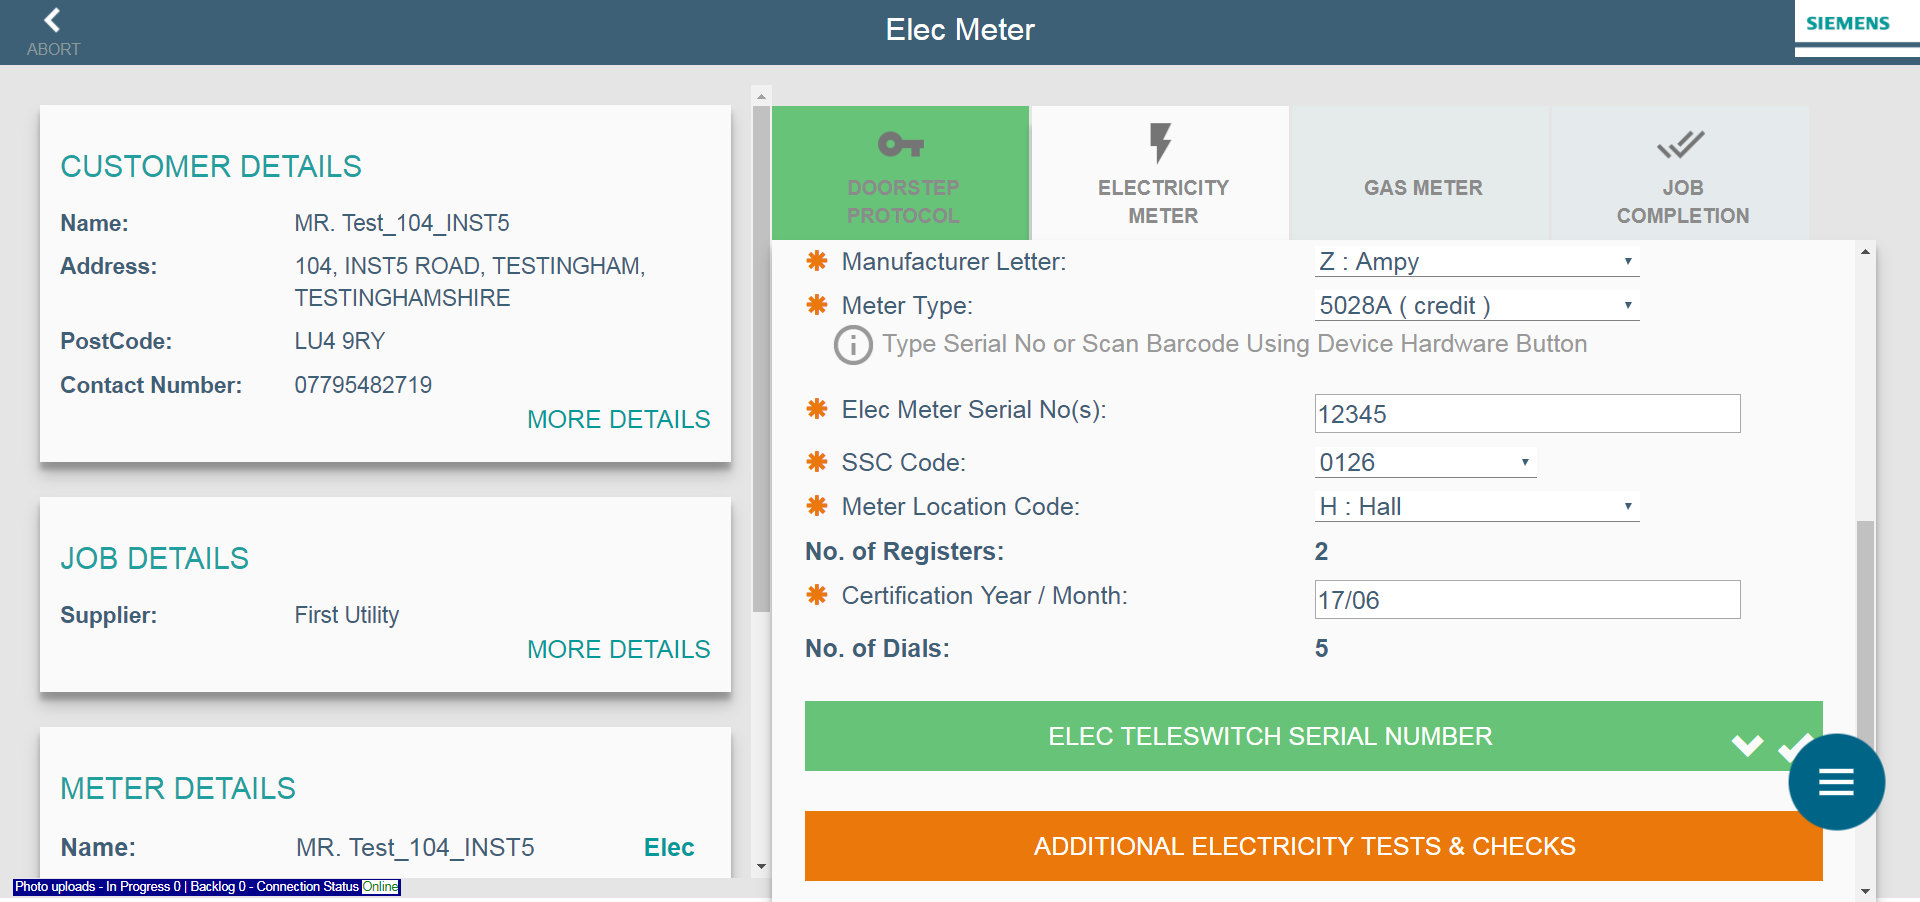 ABORT
Elec Meter
SIEMENS
CUSTOMER DETAILS
Name: MR. Test_104_INST5
Address: 104, INST5 ROAD, TESTINGHAM,
TESTINGHAMSHIRE
PostCode: LU4 9RY
Contact Number: 07795482719
MORE DETAILS
JOB DETAILS
Supplier: First Utility
MORE DETAILS
METER DETAILS
Name: MR. Test_104_INST5 Elec
Photo uploads - In Progress 0 | Backlog 0 - Connection Status Online
DOORSTEP
PROTOCOL
ELECTRICITY
METER
GAS METER
JOB
COMPLETION
✱ Manufacturer Letter: Z : Ampy
✱ Meter Type: 5028A ( credit )
Type Serial No or Scan Barcode Using Device Hardware Button
✱ Elec Meter Serial No(s): 12345
✱ SSC Code: 0126
✱ Meter Location Code: H : Hall
No. of Registers: 2
✱ Certification Year / Month: 17/06
No. of Dials: 5
ELEC TELESWITCH SERIAL NUMBER
ADDITIONAL ELECTRICITY TESTS & CHECKS